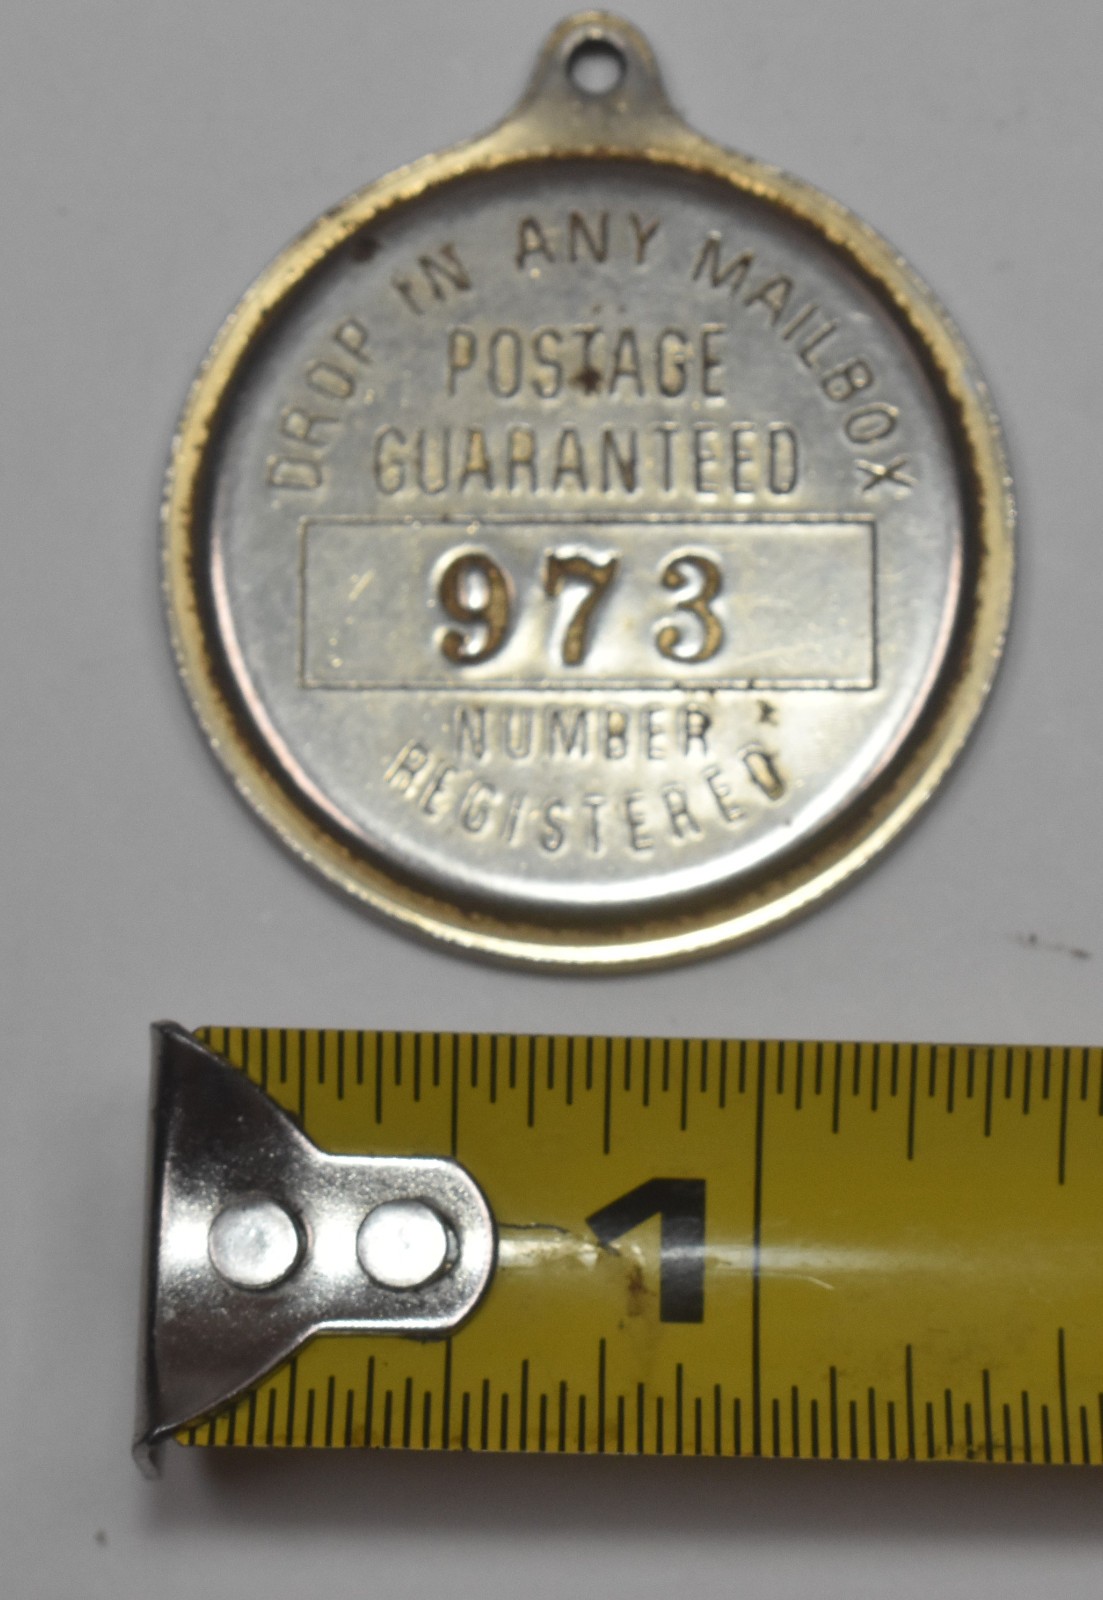 DROP IN ANY MAILBOX
POSTAGE
GUARANTEED
973
NUMBER
REGISTERED
1